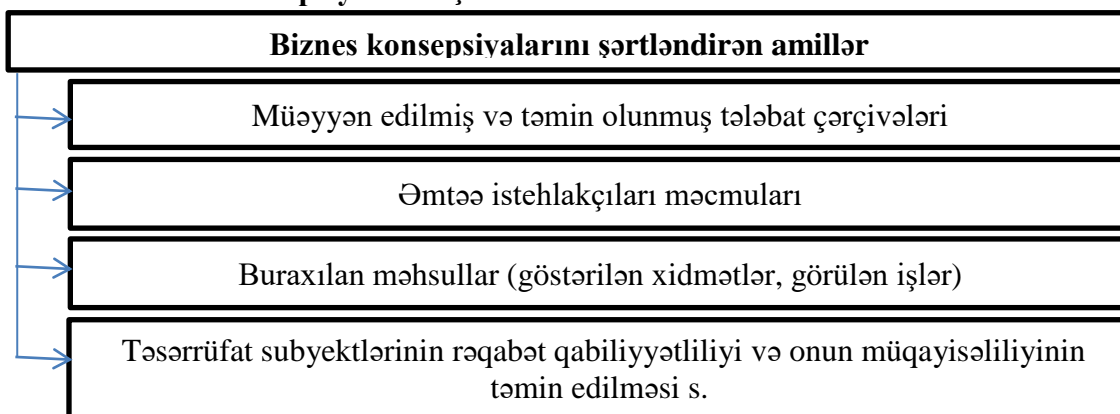 Biznes konsepsiyalarını şərtləndirən amillər
Müəyyən edilmiş və təmin olunmuş tələbat çərçivələri
Əmtəə istehlakçıları məcmuları
Buraxılan məhsullar (göstərilən xidmətlər, görülən işlər)
Təsərrüfat subyektlərinin rəqabət qabiliyyətliliyi və onun müqayisəliliyinin
təmin edilməsi s.